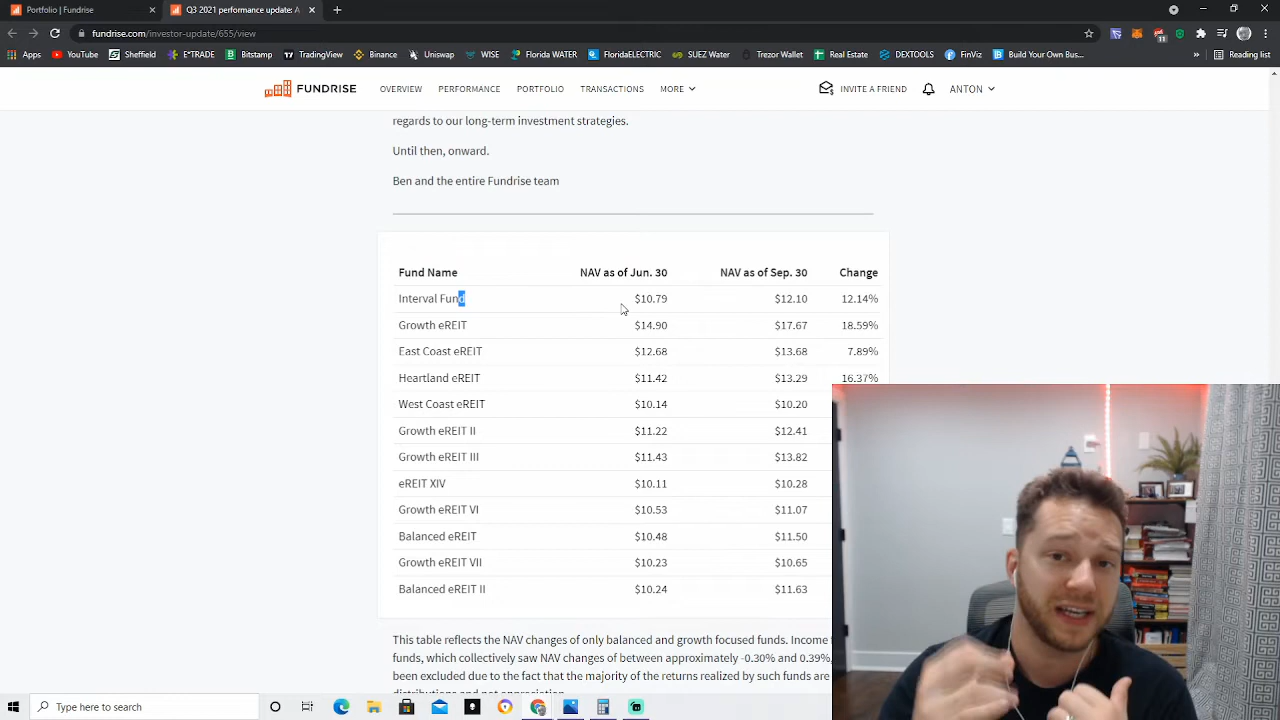 Portfolio | Fundrise
Q3 2021 performance update: A
fundrise.com/investor-update/655/view
Apps YouTube Sheffield E*TRADE Bitstamp TradingView Binance Uniswap WISE Florida WATER FloridaELECTRIC SUEZ Water Trezor Wallet Real Estate DEXTOOLS FinViz Build Your Own Bus... Reading list
FUNDRISE OVERVIEW PERFORMANCE PORTFOLIO TRANSACTIONS MORE INVITE A FRIEND ANTON
regards to our long-term investment strategies.
Until then, onward.
Ben and the entire Fundrise team
Fund Name NAV as of Jun. 30 NAV as of Sep. 30 Change
Interval Fund $10.79 $12.10 12.14%
Growth eREIT $14.90 $17.67 18.59%
East Coast eREIT $12.68 $13.68 7.89%
Heartland eREIT $11.42 $13.29 16.37%
West Coast eREIT $10.14 $10.20
Growth eREIT II $11.22 $12.41
Growth eREIT III $11.43 $13.82
eREIT XIV $10.11 $10.28
Growth eREIT VI $10.53 $11.07
Balanced eREIT $10.48 $11.50
Growth eREIT VII $10.23 $10.65
Balanced eREIT II $10.24 $11.63
This table reflects the NAV changes of only balanced and growth focused funds. Income
funds, which collectively saw NAV changes of between approximately -0.30% and 0.39%,
been excluded due to the fact that the majority of the returns realized by such funds are
distributions and not appreciation.
Type here to search